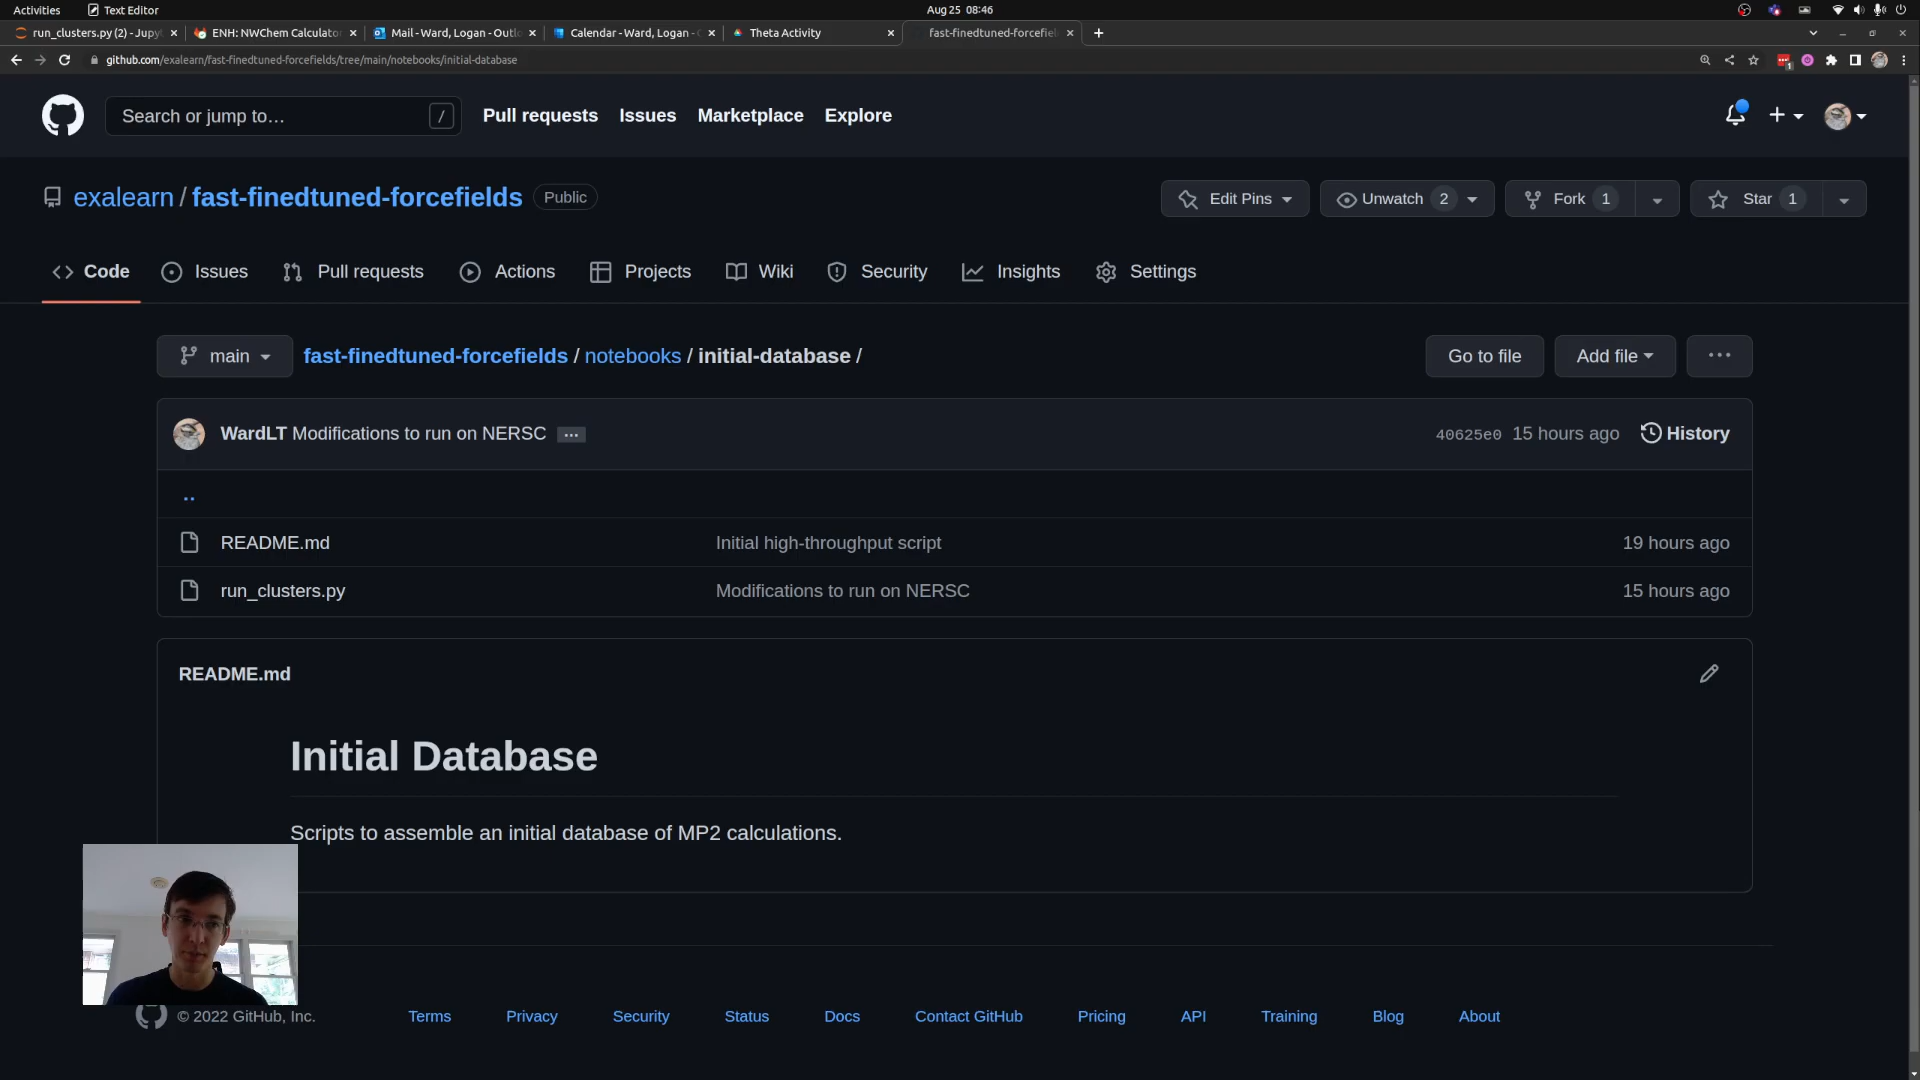 Activities Text Editor Aug 25 08:46
run_clusters.py (2) - Jupy ENH: NWChem Calculato Mail - Ward, Logan - Outlo Calendar - Ward, Logan - Theta Activity fast-finedtuned-forcefiel
github.com/exalearn/fast-finedtuned-forcefields/tree/main/notebooks/initial-database
Search or jump to… / Pull requests Issues Marketplace Explore
exalearn / fast-finedtuned-forcefields Public Edit Pins Unwatch 2 Fork 1 Star 1
Code Issues Pull requests Actions Projects Wiki Security Insights Settings
main fast-finedtuned-forcefields / notebooks / initial-database / Go to file Add file ···
WardLT Modifications to run on NERSC ... 40625e0 15 hours ago History
..
README.md Initial high-throughput script 19 hours ago
run_clusters.py Modifications to run on NERSC 15 hours ago
README.md
Initial Database
Scripts to assemble an initial database of MP2 calculations.
© 2022 GitHub, Inc. Terms Privacy Security Status Docs Contact GitHub Pricing API Training Blog About